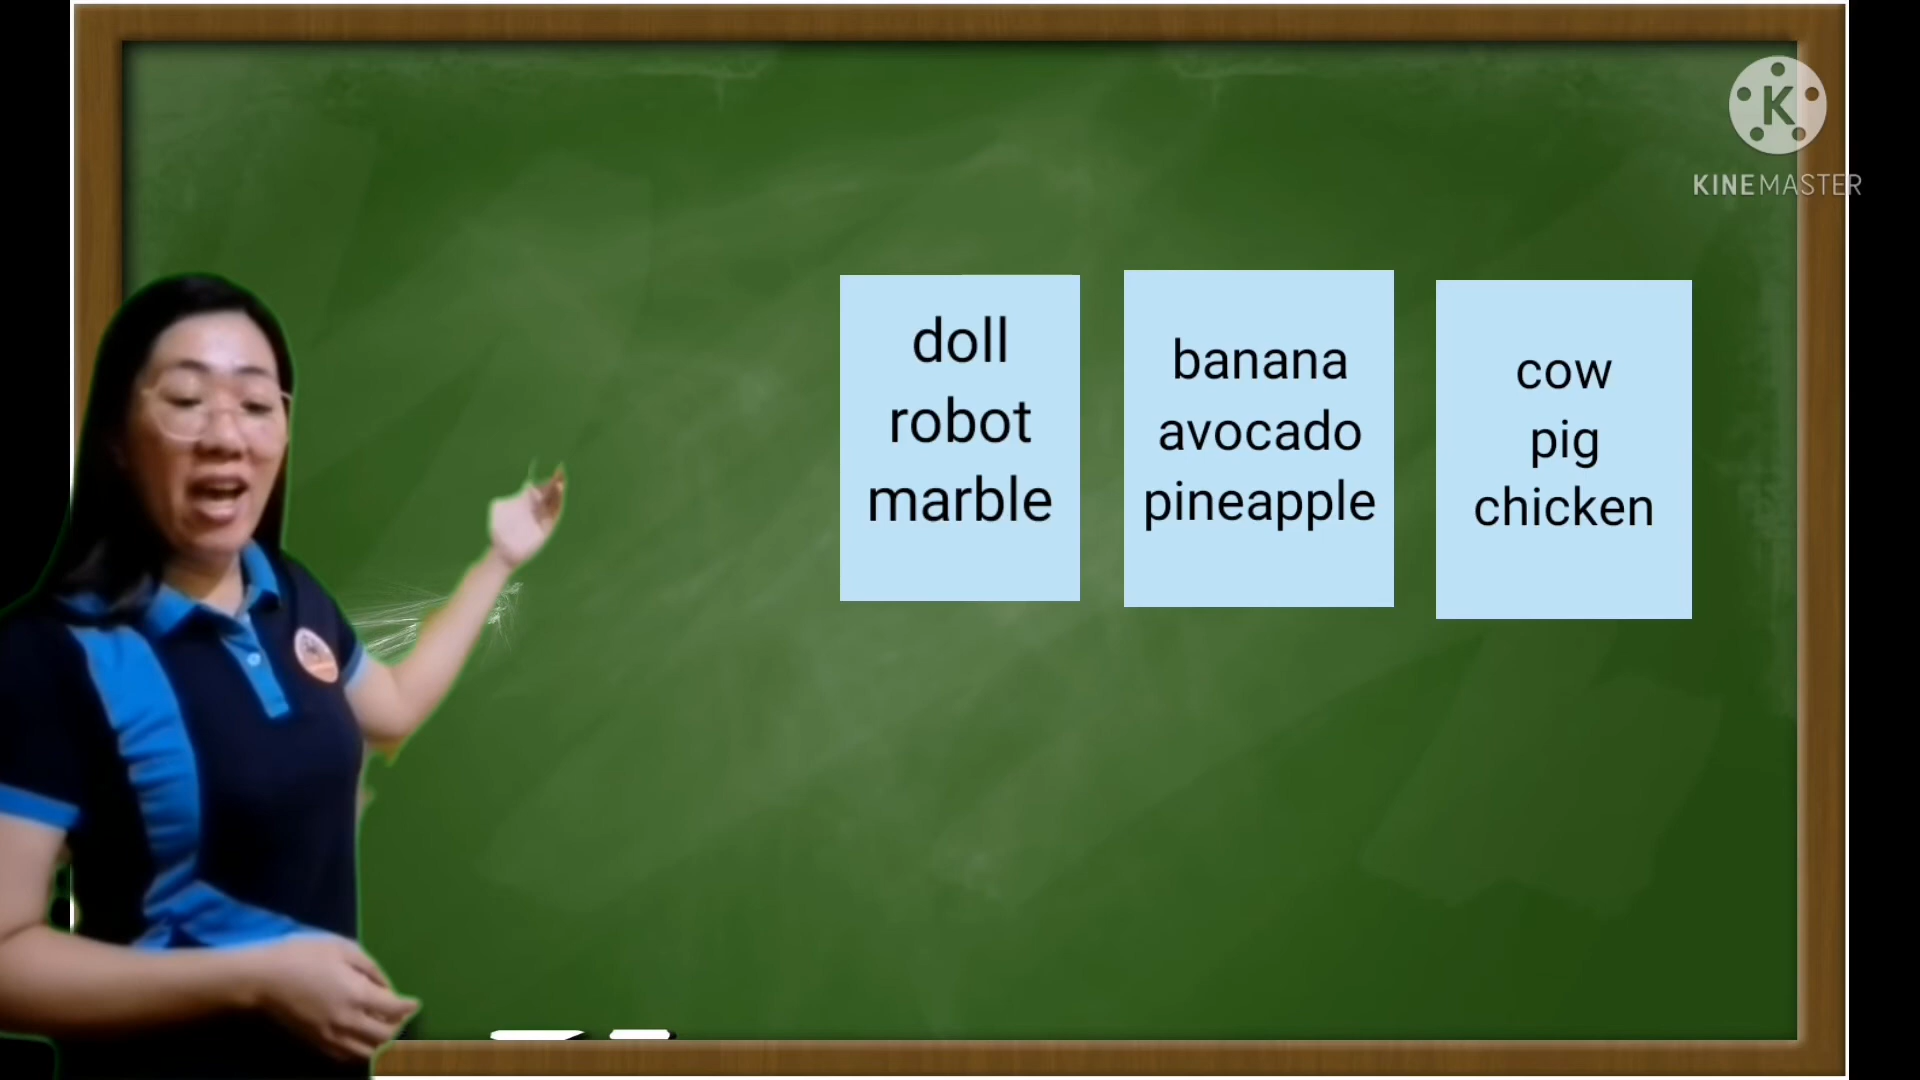 K
KINEMASTER
doll
robot
marble
banana
avocado
pineapple
cow
pig
chicken